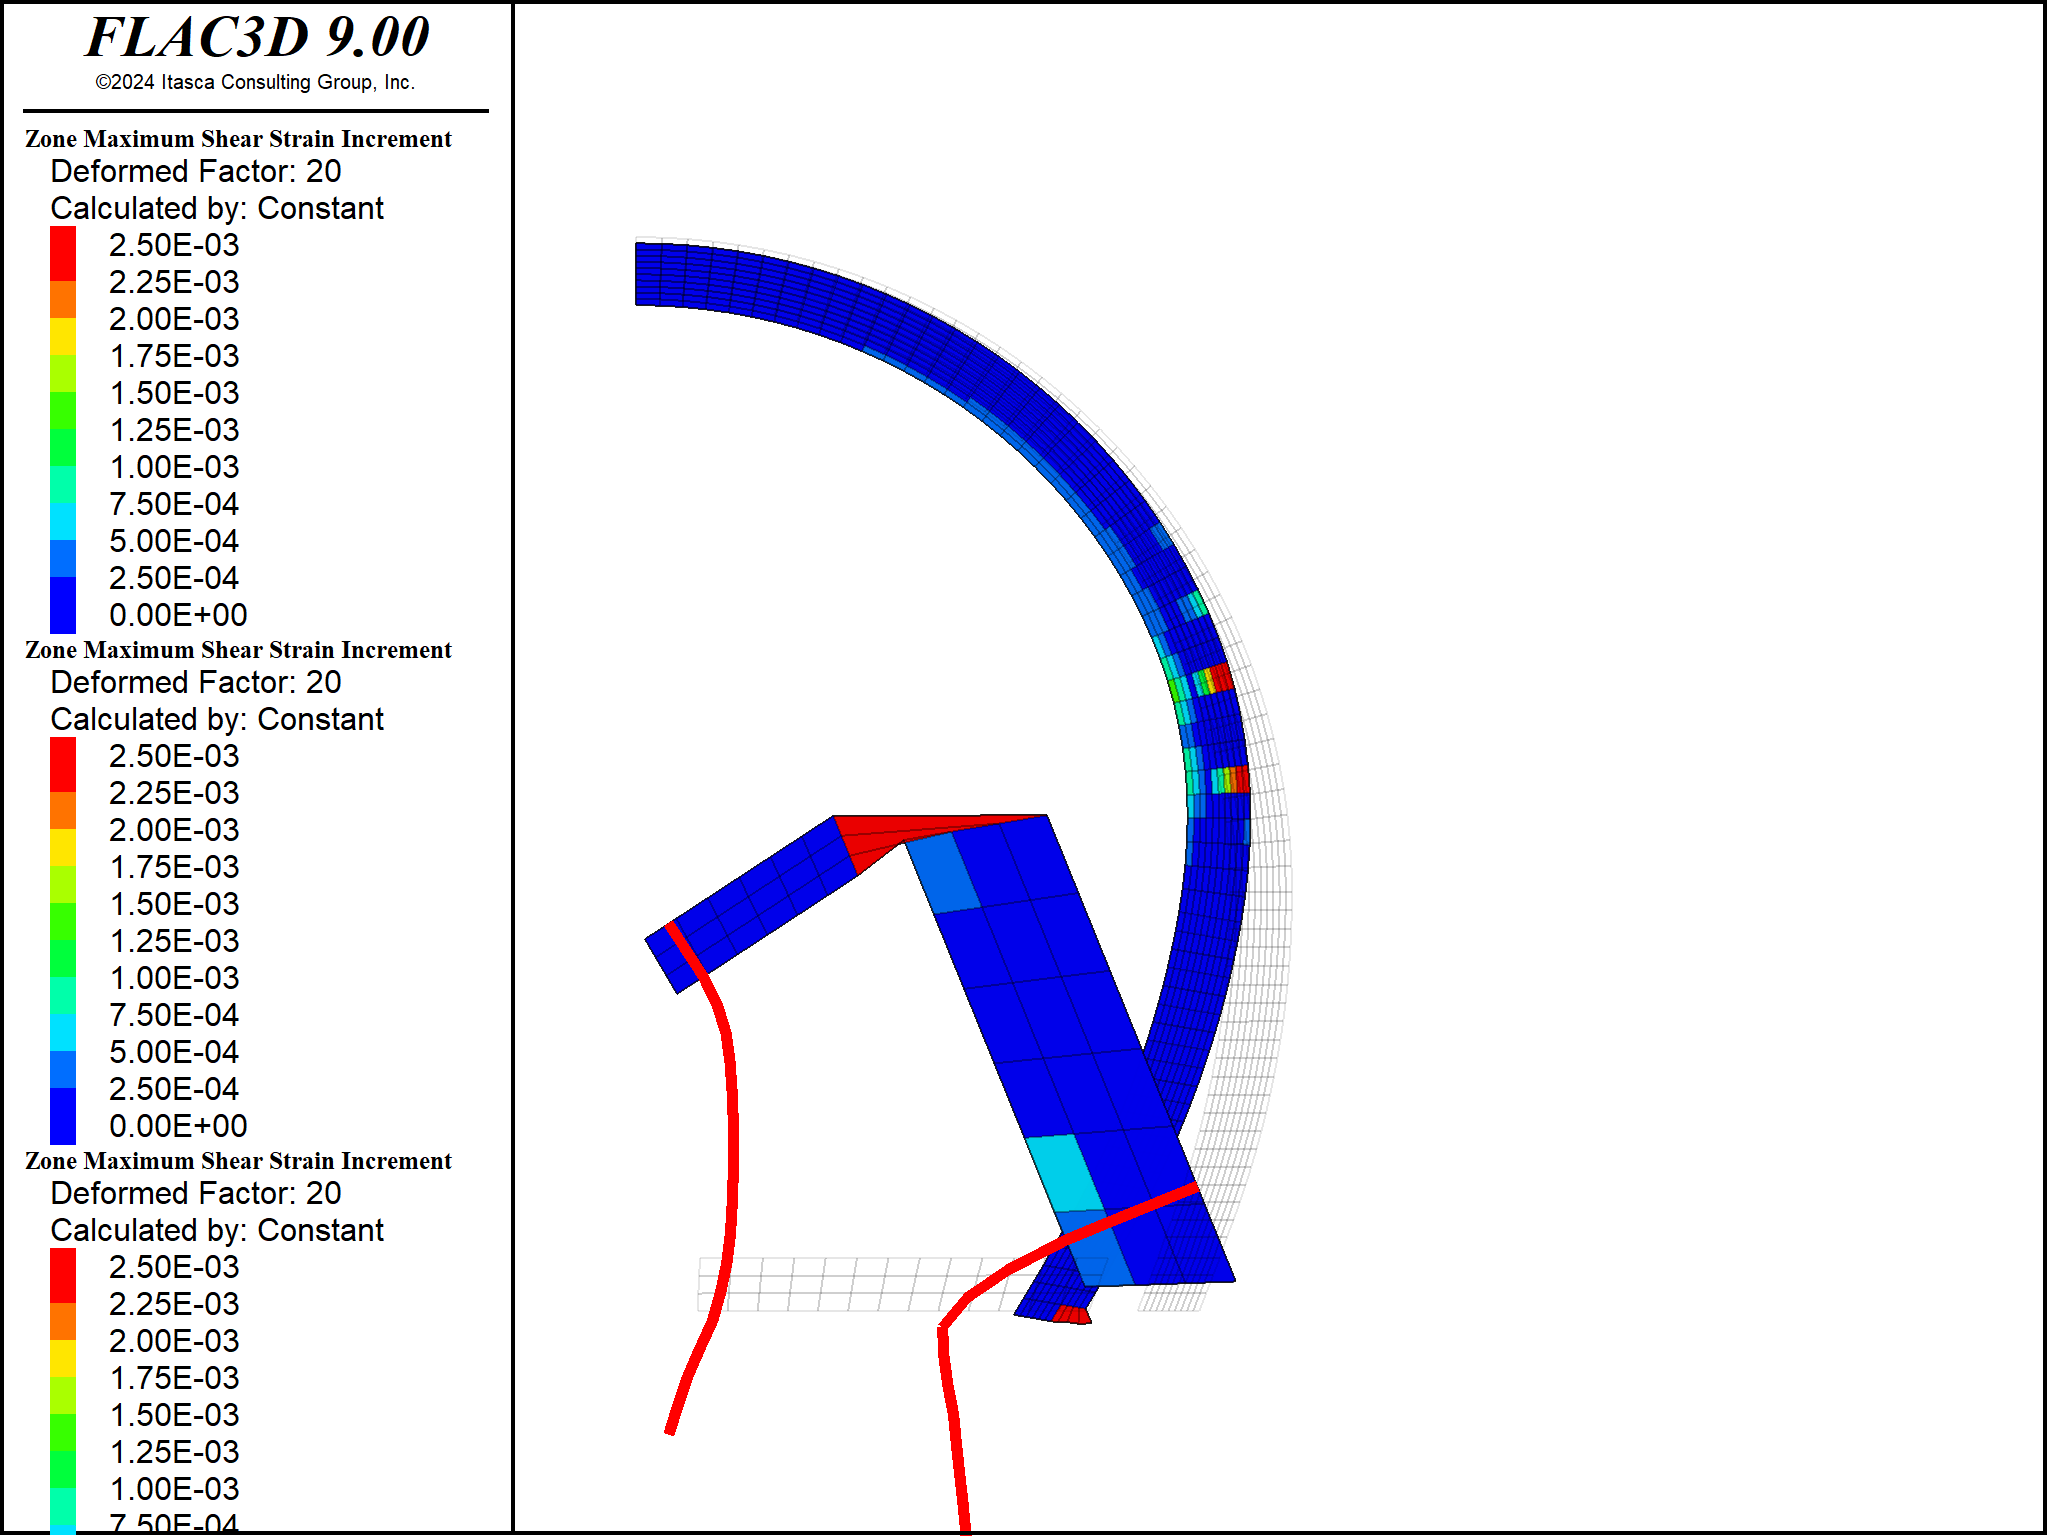 FLAC3D 9.00
©2024 Itasca Consulting Group, Inc.
Zone Maximum Shear Strain Increment
Deformed Factor: 20
Calculated by: Constant
2.50E-03
2.25E-03
2.00E-03
1.75E-03
1.50E-03
1.25E-03
1.00E-03
7.50E-04
5.00E-04
2.50E-04
0.00E+00
Zone Maximum Shear Strain Increment
Deformed Factor: 20
Calculated by: Constant
2.50E-03
2.25E-03
2.00E-03
1.75E-03
1.50E-03
1.25E-03
1.00E-03
7.50E-04
5.00E-04
2.50E-04
0.00E+00
Zone Maximum Shear Strain Increment
Deformed Factor: 20
Calculated by: Constant
2.50E-03
2.25E-03
2.00E-03
1.75E-03
1.50E-03
1.25E-03
1.00E-03
7.50E-04